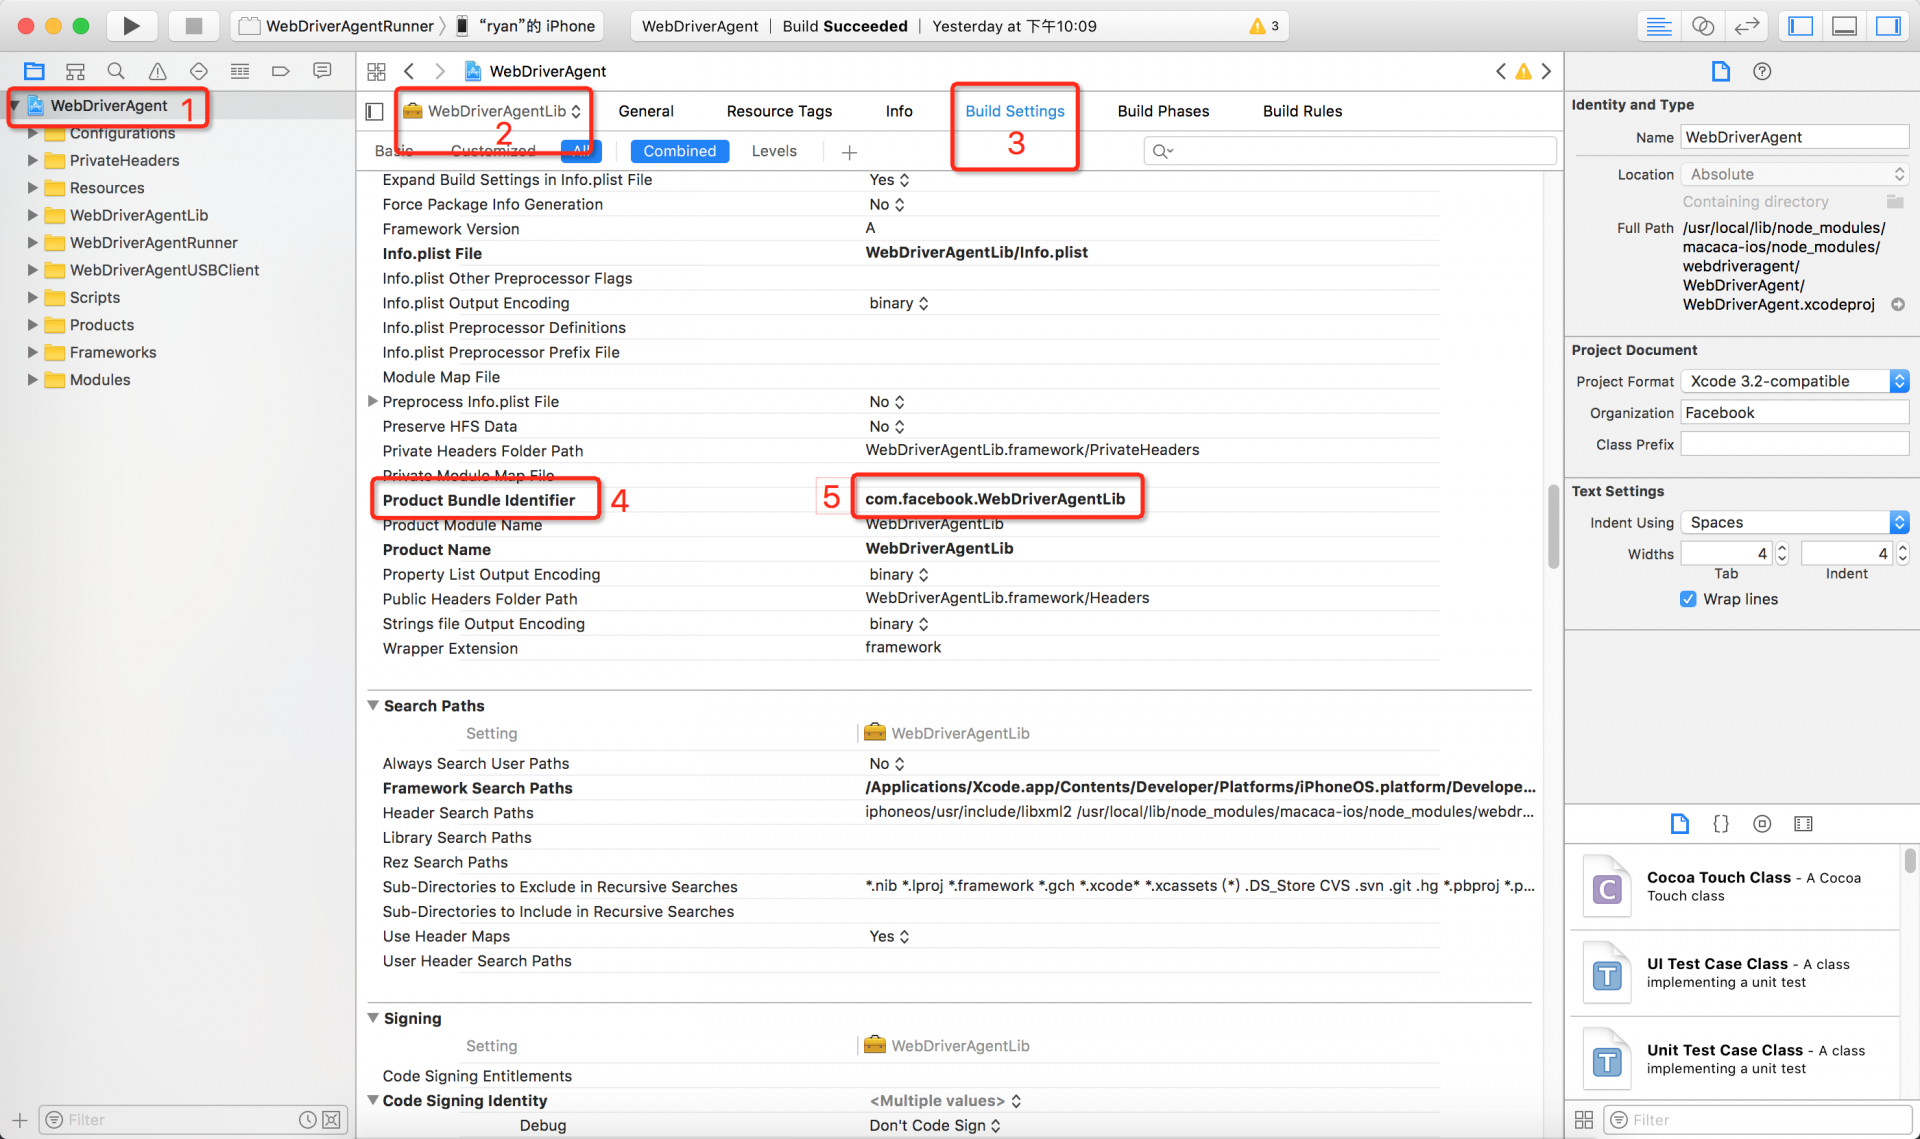 WebDriverAgentRunner 〉 “ryan”的 iPhone
WebDriverAgent | Build Succeeded | Yesterday at 下午10:09
3
WebDriverAgent
WebDriverAgent 1
Configurations
PrivateHeaders
Resources
WebDriverAgentLib
WebDriverAgentRunner
WebDriverAgentUSBClient
Scripts
Products
Frameworks
Modules
Filter
WebDriverAgentLib 2
General
Resource Tags
Info
Build Settings 3
Build Phases
Build Rules
Basic Customized All Combined Levels
Expand Build Settings in Info.plist File Yes
Force Package Info Generation No
Framework Version A
Info.plist File WebDriverAgentLib/Info.plist
Info.plist Other Preprocessor Flags
Info.plist Output Encoding binary
Info.plist Preprocessor Definitions
Info.plist Preprocessor Prefix File
Module Map File
Preprocess Info.plist File No
Preserve HFS Data No
Private Headers Folder Path WebDriverAgentLib.framework/PrivateHeaders
Private Module Map File
Product Bundle Identifier 4 5 com.facebook.WebDriverAgentLib
Product Module Name WebDriverAgentLib
Product Name WebDriverAgentLib
Property List Output Encoding binary
Public Headers Folder Path WebDriverAgentLib.framework/Headers
Strings file Output Encoding binary
Wrapper Extension framework
Search Paths
Setting WebDriverAgentLib
Always Search User Paths No
Framework Search Paths /Applications/Xcode.app/Contents/Developer/Platforms/iPhoneOS.platform/Develope...
Header Search Paths iphoneos/usr/include/libxml2 /usr/local/lib/node_modules/macaca-ios/node_modules/webdr...
Library Search Paths
Rez Search Paths
Sub-Directories to Exclude in Recursive Searches *.nib *.lproj *.framework *.gch *.xcode* *.xcassets (*) .DS_Store CVS .svn .git .hg *.pbproj *.p...
Sub-Directories to Include in Recursive Searches
Use Header Maps Yes
User Header Search Paths
Signing
Setting WebDriverAgentLib
Code Signing Entitlements
Code Signing Identity <Multiple values>
Debug Don't Code Sign
Identity and Type
Name WebDriverAgent
Location Absolute
Containing directory
Full Path /usr/local/lib/node_modules/
macaca-ios/node_modules/
webdriveragent/
WebDriverAgent/
WebDriverAgent.xcodeproj
Project Document
Project Format Xcode 3.2-compatible
Organization Facebook
Class Prefix
Text Settings
Indent Using Spaces
Widths 4 4
Tab Indent
Wrap lines
{}
C
Cocoa Touch Class - A Cocoa
Touch class
T
UI Test Case Class - A class
implementing a unit test
T
Unit Test Case Class - A class
implementing a unit test
Filter